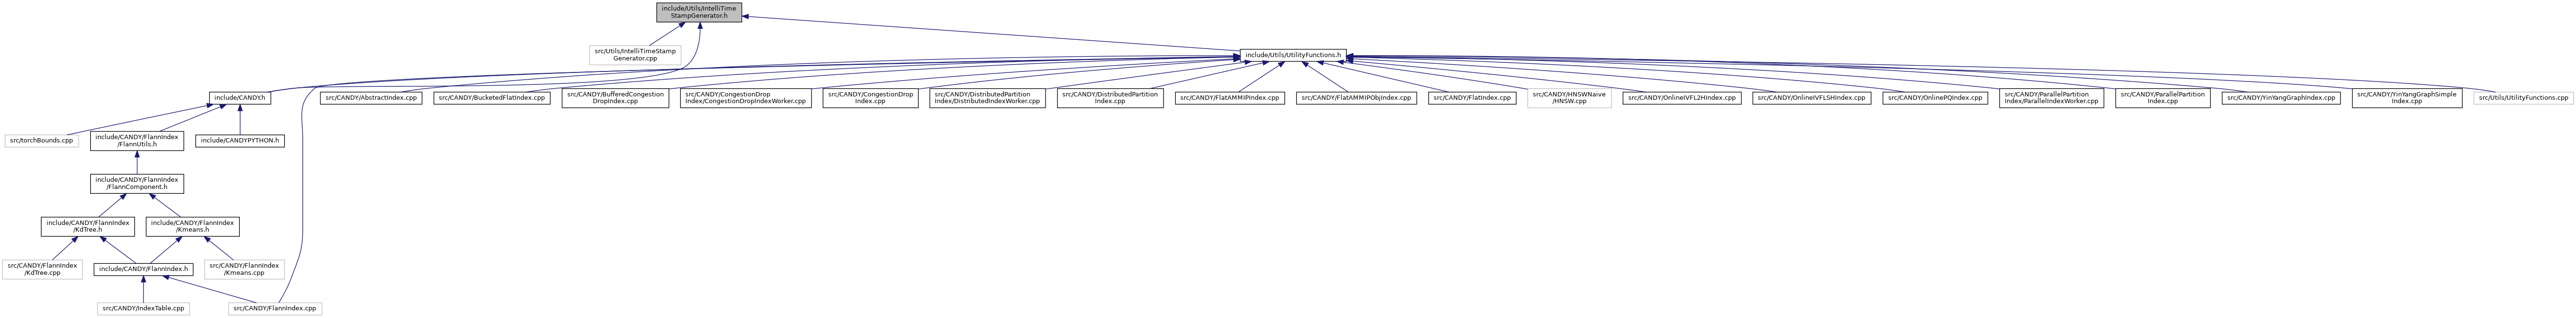 include/Utils/IntelliTime
StampGenerator.h
src/Utils/IntelliTimeStamp
Generator.cpp
include/Utils/UtilityFunctions.h
include/CANDY.h
src/CANDY/AbstractIndex.cpp
src/CANDY/BucketedFlatIndex.cpp
src/CANDY/BufferedCongestion
DropIndex.cpp
src/CANDY/CongestionDrop
Index/CongestionDropIndexWorker.cpp
src/CANDY/CongestionDrop
Index.cpp
src/CANDY/DistributedPartition
Index/DistributedIndexWorker.cpp
src/CANDY/DistributedPartition
Index.cpp
src/CANDY/FlatAMMIPIndex.cpp
src/CANDY/FlatAMMIPObjIndex.cpp
src/CANDY/FlatIndex.cpp
src/CANDY/HNSWNaive
/HNSW.cpp
src/CANDY/OnlineIVFL2HIndex.cpp
src/CANDY/OnlineIVFLSHIndex.cpp
src/CANDY/OnlinePQIndex.cpp
src/CANDY/ParallelPartition
Index/ParallelIndexWorker.cpp
src/CANDY/ParallelPartition
Index.cpp
src/CANDY/YinYangGraphIndex.cpp
src/CANDY/YinYangGraphSimple
Index.cpp
src/Utils/UtilityFunctions.cpp
src/torchBounds.cpp
include/CANDY/FlannIndex
/FlannUtils.h
include/CANDYPYTHON.h
include/CANDY/FlannIndex
/FlannComponent.h
include/CANDY/FlannIndex
/KdTree.h
include/CANDY/FlannIndex
/Kmeans.h
src/CANDY/FlannIndex
/KdTree.cpp
include/CANDY/FlannIndex.h
src/CANDY/FlannIndex
/Kmeans.cpp
src/CANDY/IndexTable.cpp
src/CANDY/FlannIndex.cpp